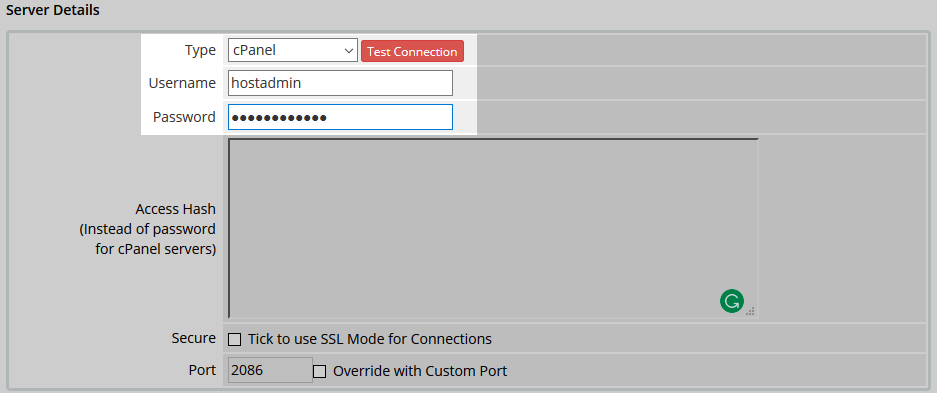 Server Details
Type cPanel Test Connection
Username hostadmin
Password ●●●●●●●●●●●●
Access Hash
(Instead of password
for cPanel servers)
Secure Tick to use SSL Mode for Connections
Port 2086 Override with Custom Port